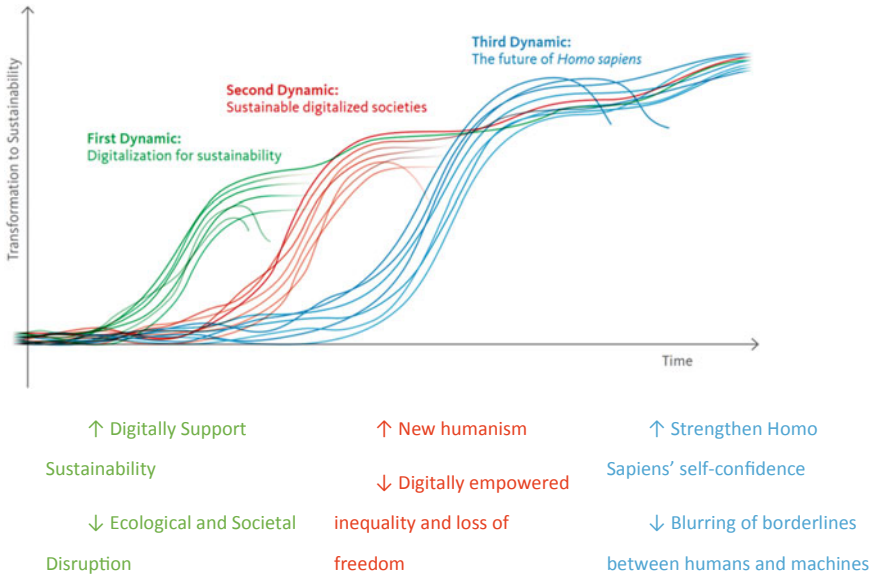 Transformation to Sustainability
Third Dynamic:
The future of Homo sapiens
Second Dynamic:
Sustainable digitalized societies
First Dynamic:
Digitalization for sustainability
Time
↑ Digitally Support
Sustainability
↓ Ecological and Societal
Disruption
↑ New humanism
↓ Digitally empowered
inequality and loss of
freedom
↑ Strengthen Homo
Sapiens’ self-confidence
↓ Blurring of borderlines
between humans and machines